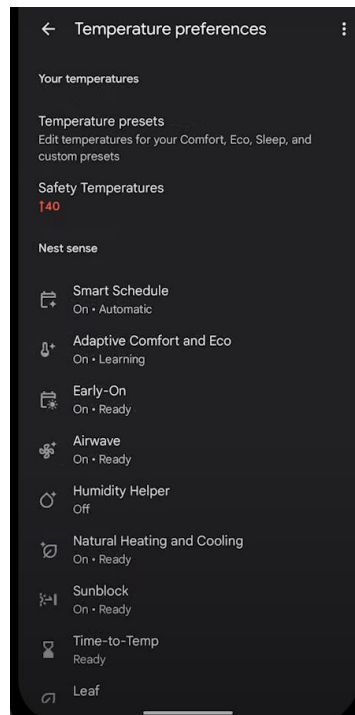 Temperature preferences
Your temperatures
Temperature presets
Edit temperatures for your Comfort, Eco, Sleep, and
custom presets
Safety Temperatures
↑40
Nest sense
Smart Schedule
On • Automatic
Adaptive Comfort and Eco
On • Learning
Early-On
On • Ready
Airwave
On • Ready
Humidity Helper
Off
Natural Heating and Cooling
On • Ready
Sunblock
On • Ready
Time-to-Temp
Ready
Leaf